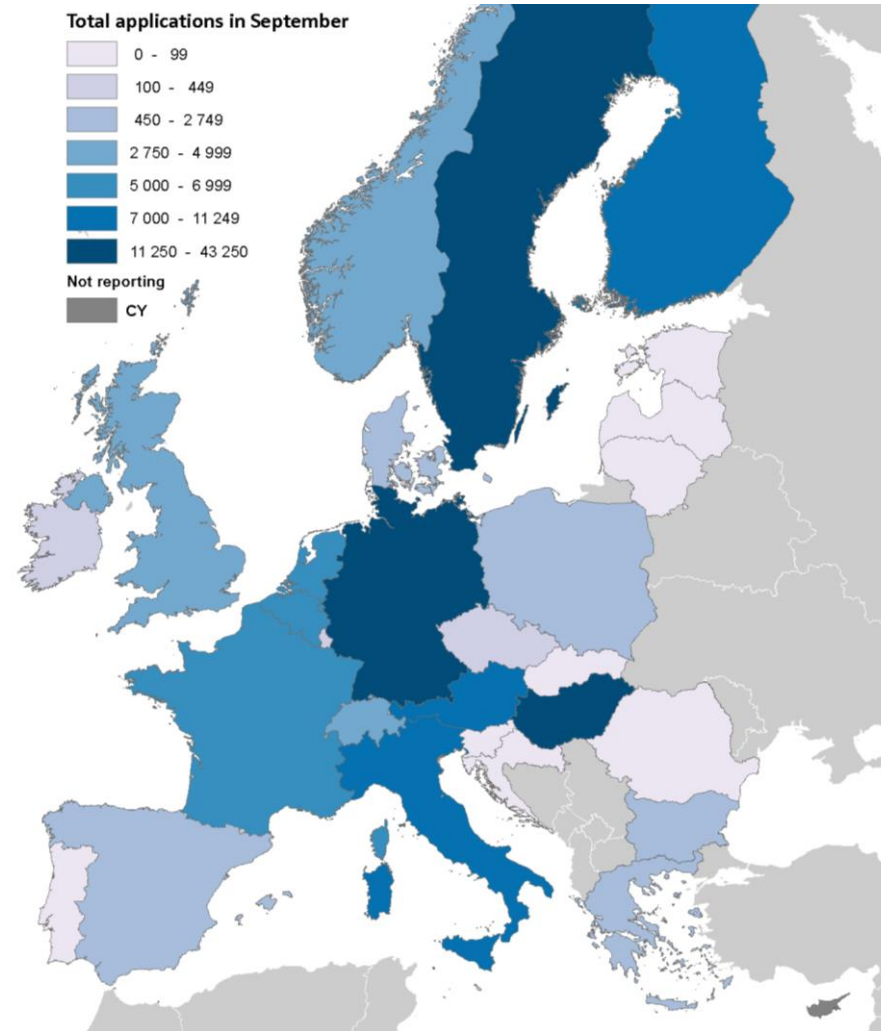 Total applications in September
0 - 99
100 - 449
450 - 2 749
2 750 - 4 999
5 000 - 6 999
7 000 - 11 249
11 250 - 43 250
Not reporting
CY